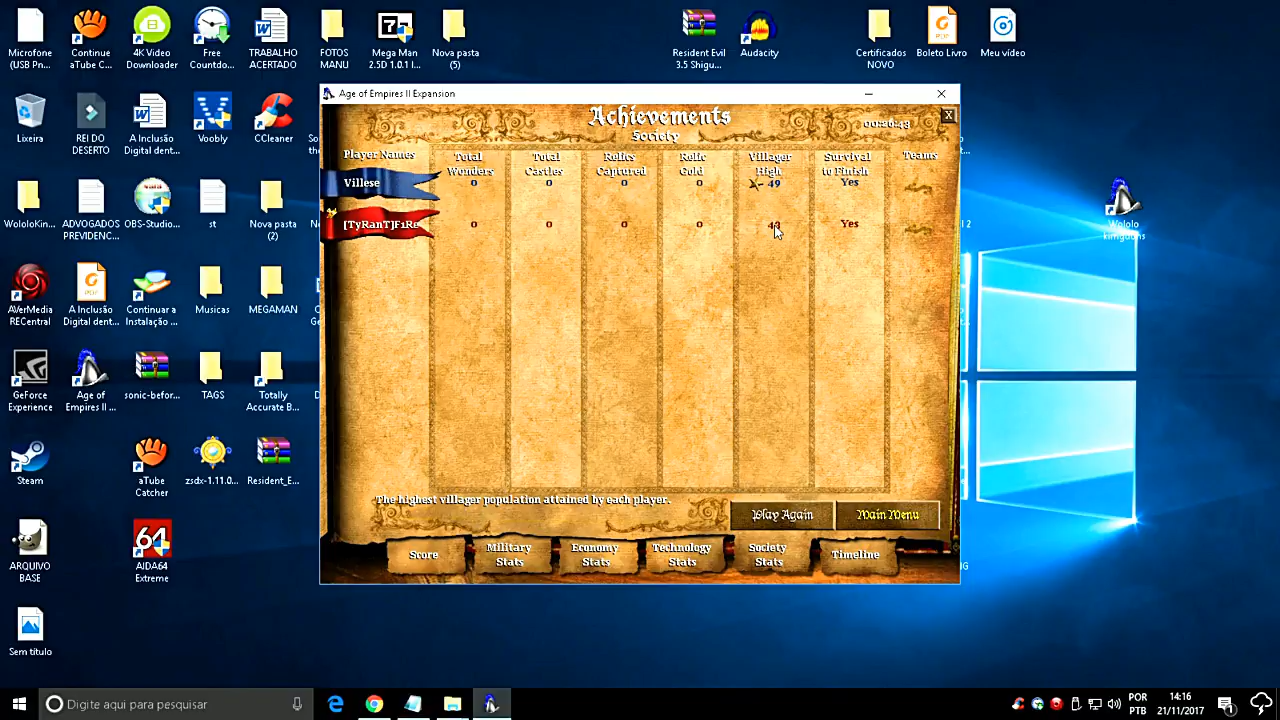 Microfone
(USB Pn...
Continue
aTube C...
4K Video
Downloader
Free
Countdo...
TRABALHO
ACERTADO
FOTOS
MANU
Mega Man
2.5D 1.0.1 I...
Nova pasta
(5)
Resident Evil
3.5 Shigu...
Audacity
Certificados
NOVO
Boleto Livro
Meu vídeo
Lixeira
REI DO
DESERTO
A Inclusão
Digital dent...
Voobly
CCleaner
WololoKin...
ADVOGADOS
PREVIDENC...
OBS-Studio...
st
Nova pasta
(2)
AVerMedia
RECentral
A Inclusão
Digital dent...
Continuar a
Instalação ...
Musicas
MEGAMAN
GeForce
Experience
Age of
Empires II ...
sonic-befor...
TAGS
Totally
Accurate B...
Steam
aTube
Catcher
zsdx-1.11.0...
Resident_E...
ARQUIVO
BASE
64
AIDA64
Extreme
Sem título
Wololo
kingdoms
Age of Empires II Expansion
Achievements
Society
00:26:43
X
Player Names
Total
Wonders
Total
Castles
Relics
Captured
Relic
Gold
Villager
High
Survival
to Finish
Teams
Villese 0 0 0 0 49 Yes
[TyRanT]F1Re 0 0 0 0 Yes
The highest villager population attained by each player.
Play Again
Main Menu
Score
Military
Stats
Economy
Stats
Technology
Stats
Society
Stats
Timeline
Digite aqui para pesquisar
POR
PTB
14:16
21/11/2017